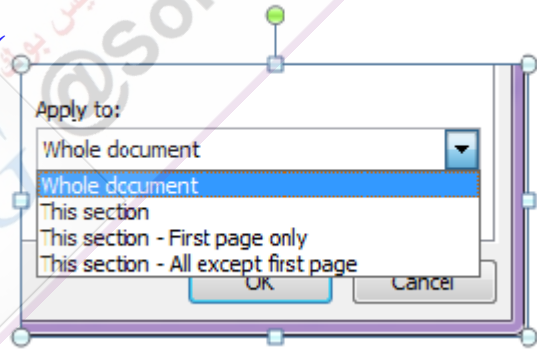 Apply to:
Whole document
Whole document
This section
This section - First page only
This section - All except first page
OK
Cancel